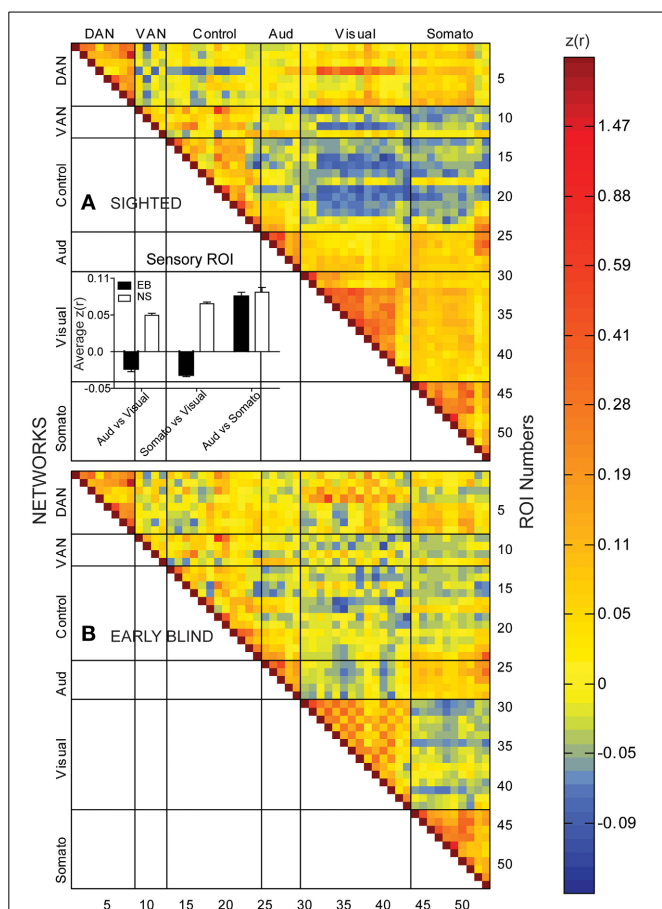 DAN VAN Control Aud Visual Somato
DAN
VAN
Control
Aud
Visual
Somato
A SIGHTED
Sensory ROI
EB
NS
Average z(r)
0.11
0.0
-0.05
Aud vs Visual
Somato vs Visual
Aud vs Somato
5
10
15
20
25
30
35
40
45
50
NETWORKS
ROI Numbers
DAN
VAN
Control
Aud
Visual
Somato
B EARLY BLIND
5
10
15
20
25
30
35
40
45
50
5 10 15 20 25 30 35 40 45 50
z(r)
1.47
0.88
0.59
0.41
0.28
0.19
0.11
0.05
0
-0.05
-0.09